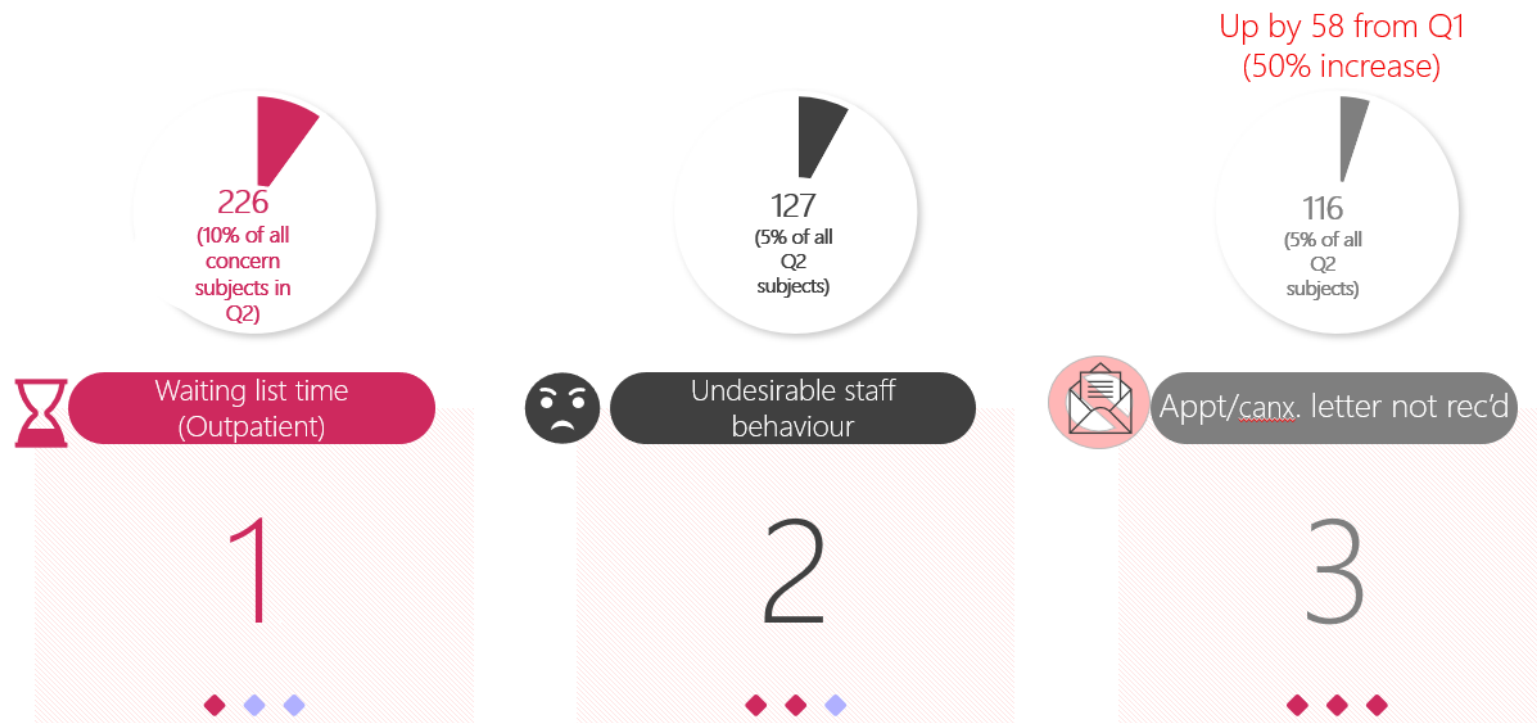 Up by 58 from Q1
(50% increase)
226
(10% of all
concern
subjects in
Q2)
127
(5% of all
Q2
subjects)
116
(5% of all
Q2
subjects)
Waiting list time
(Outpatient)
Undesirable staff
behaviour
Appt/canx. letter not rec’d
1
2
3